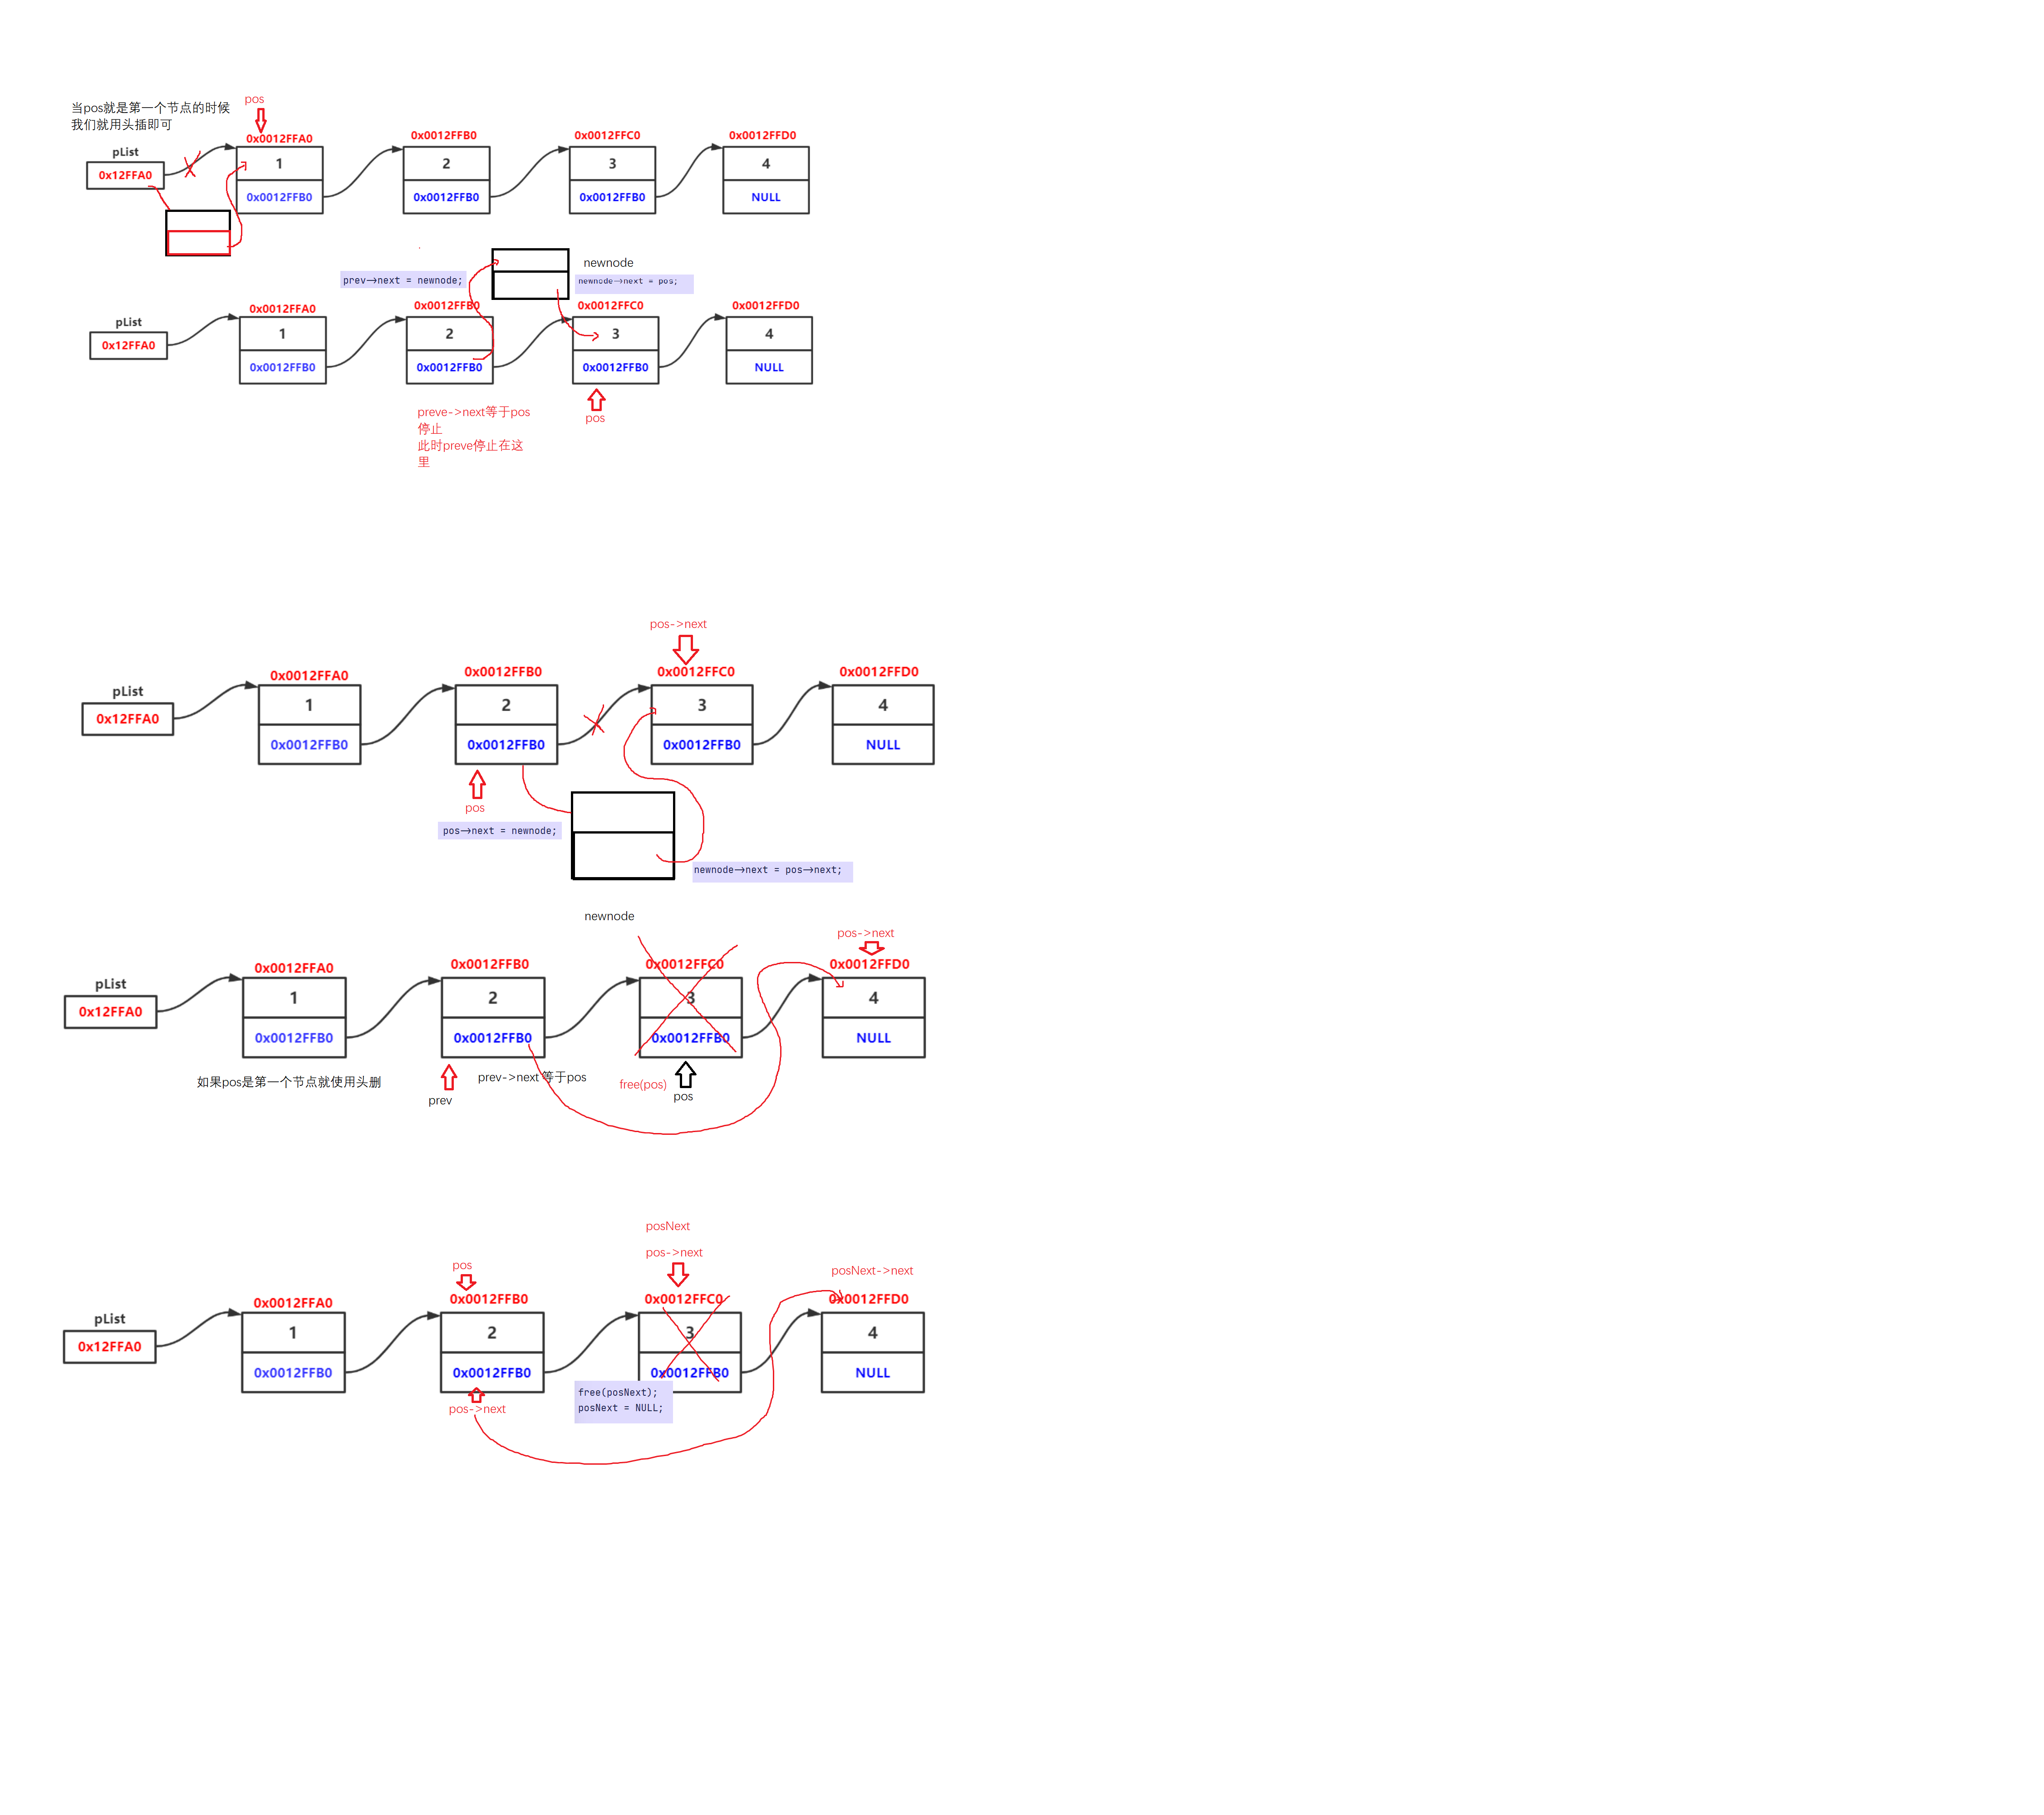 当pos就是第一个节点的时候
我们就用头插即可
pos
pList
0x12FFA0
0x0012FFA0
1
0x0012FFB0
0x0012FFB0
2
0x0012FFB0
0x0012FFC0
3
0x0012FFB0
0x0012FFD0
4
NULL
prev->next = newnode;
newnode
newnode->next = pos;
pList
0x12FFA0
0x0012FFA0
1
0x0012FFB0
0x0012FFB0
2
0x0012FFB0
0x0012FFC0
3
0x0012FFB0
0x0012FFD0
4
NULL
preve->next等于pos
停止
此时preve停止在这
里
pos
pos->next
pList
0x12FFA0
0x0012FFA0
1
0x0012FFB0
0x0012FFB0
2
0x0012FFB0
0x0012FFC0
3
0x0012FFB0
0x0012FFD0
4
NULL
pos
pos->next = newnode;
newnode->next = pos->next;
newnode
pos->next
pList
0x12FFA0
0x0012FFA0
1
0x0012FFB0
0x0012FFB0
2
0x0012FFB0
0x0012FFC0
3
0x0012FFB0
0x0012FFD0
4
NULL
如果pos是第一个节点就使用头删
prev
prev->next 等于pos
free(pos)
pos
posNext
pos
pos->next
posNext->next
pList
0x12FFA0
0x0012FFA0
1
0x0012FFB0
0x0012FFB0
2
0x0012FFB0
0x0012FFC0
3
0x0012FFB0
0x0012FFD0
4
NULL
pos->next
free(posNext);
posNext = NULL;